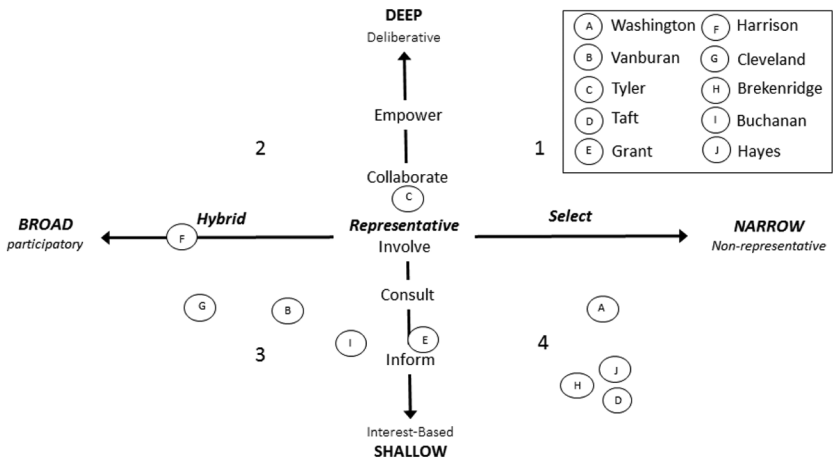 DEEP
Deliberative
A Washington F Harrison
B Vanburan G Cleveland
C Tyler H Brekenridge
D Taft I Buchanan
E Grant J Hayes
Empower
2
1
Collaborate
C
BROAD
participatory
Hybrid
F
Representative
Select
NARROW
Non-representative
Involve
Consult
G
B
A
I
E
3
4
Inform
J
H
D
Interest-Based
SHALLOW